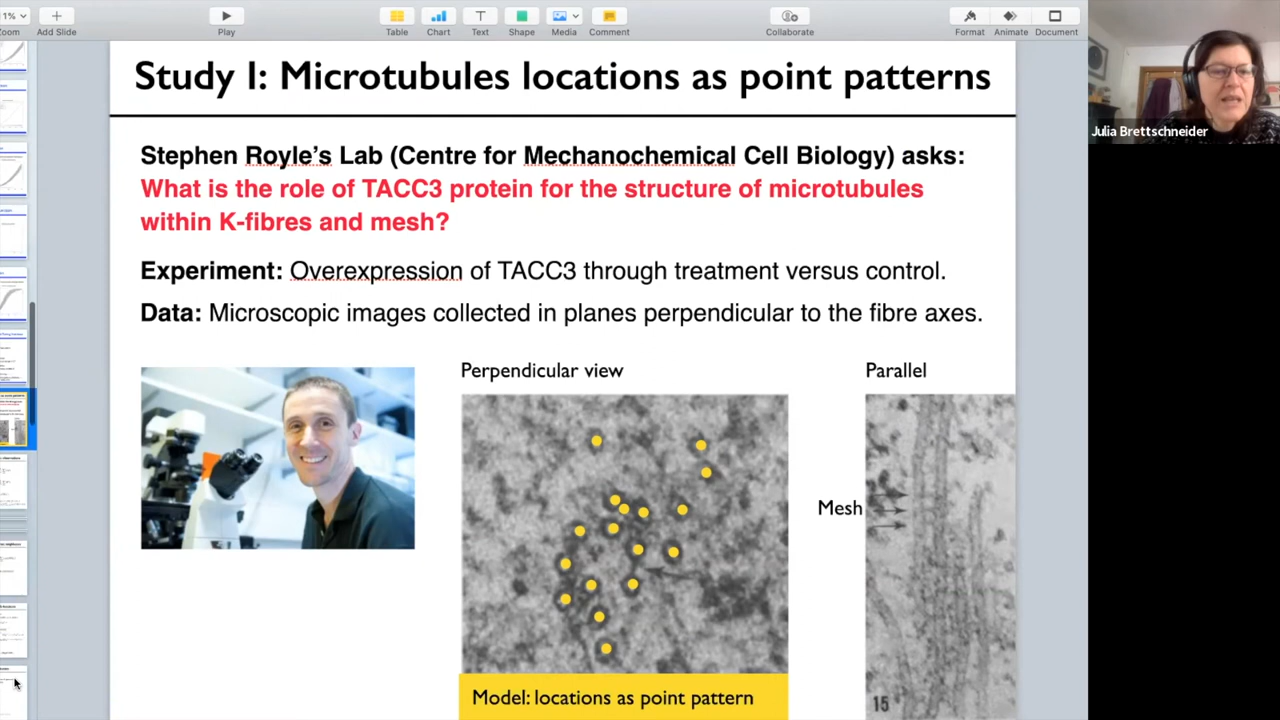 1%
Zoom
Add Slide
Play
Table
Chart
Text
Shape
Media
Comment
Collaborate
Format
Animate
Document
Study I: Microtubules locations as point patterns
Stephen Royle's Lab (Centre for Mechanochemical Cell Biology) asks:
What is the role of TACC3 protein for the structure of microtubules
within K-fibres and mesh?
Experiment: Overexpression of TACC3 through treatment versus control.
Data: Microscopic images collected in planes perpendicular to the fibre axes.
Perpendicular view
Parallel
Mesh
Model: locations as point pattern
15
Julia Brettschneider